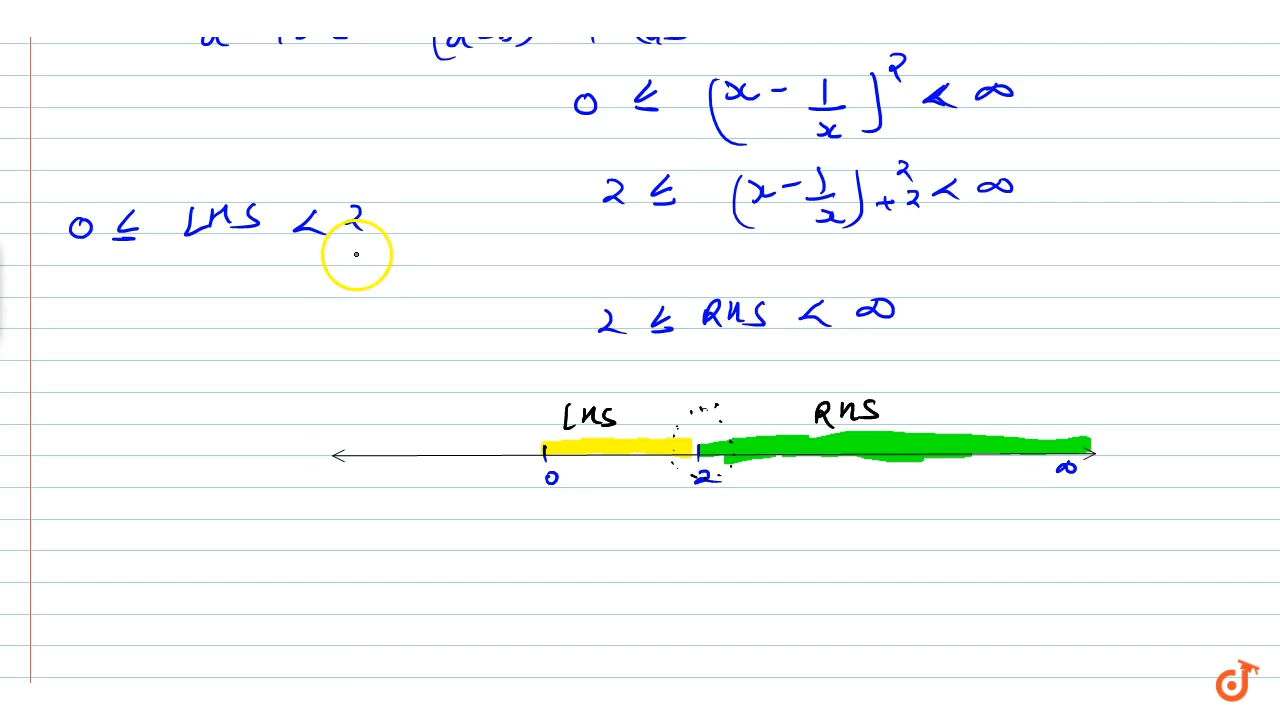 0 ≤ (x - 1/x)² < ∞
2 ≤ (x - 1/x)² + 2 < ∞
0 ≤ LHS < 2
2 ≤ RHS < ∞
LHS RHS
0 2 ∞